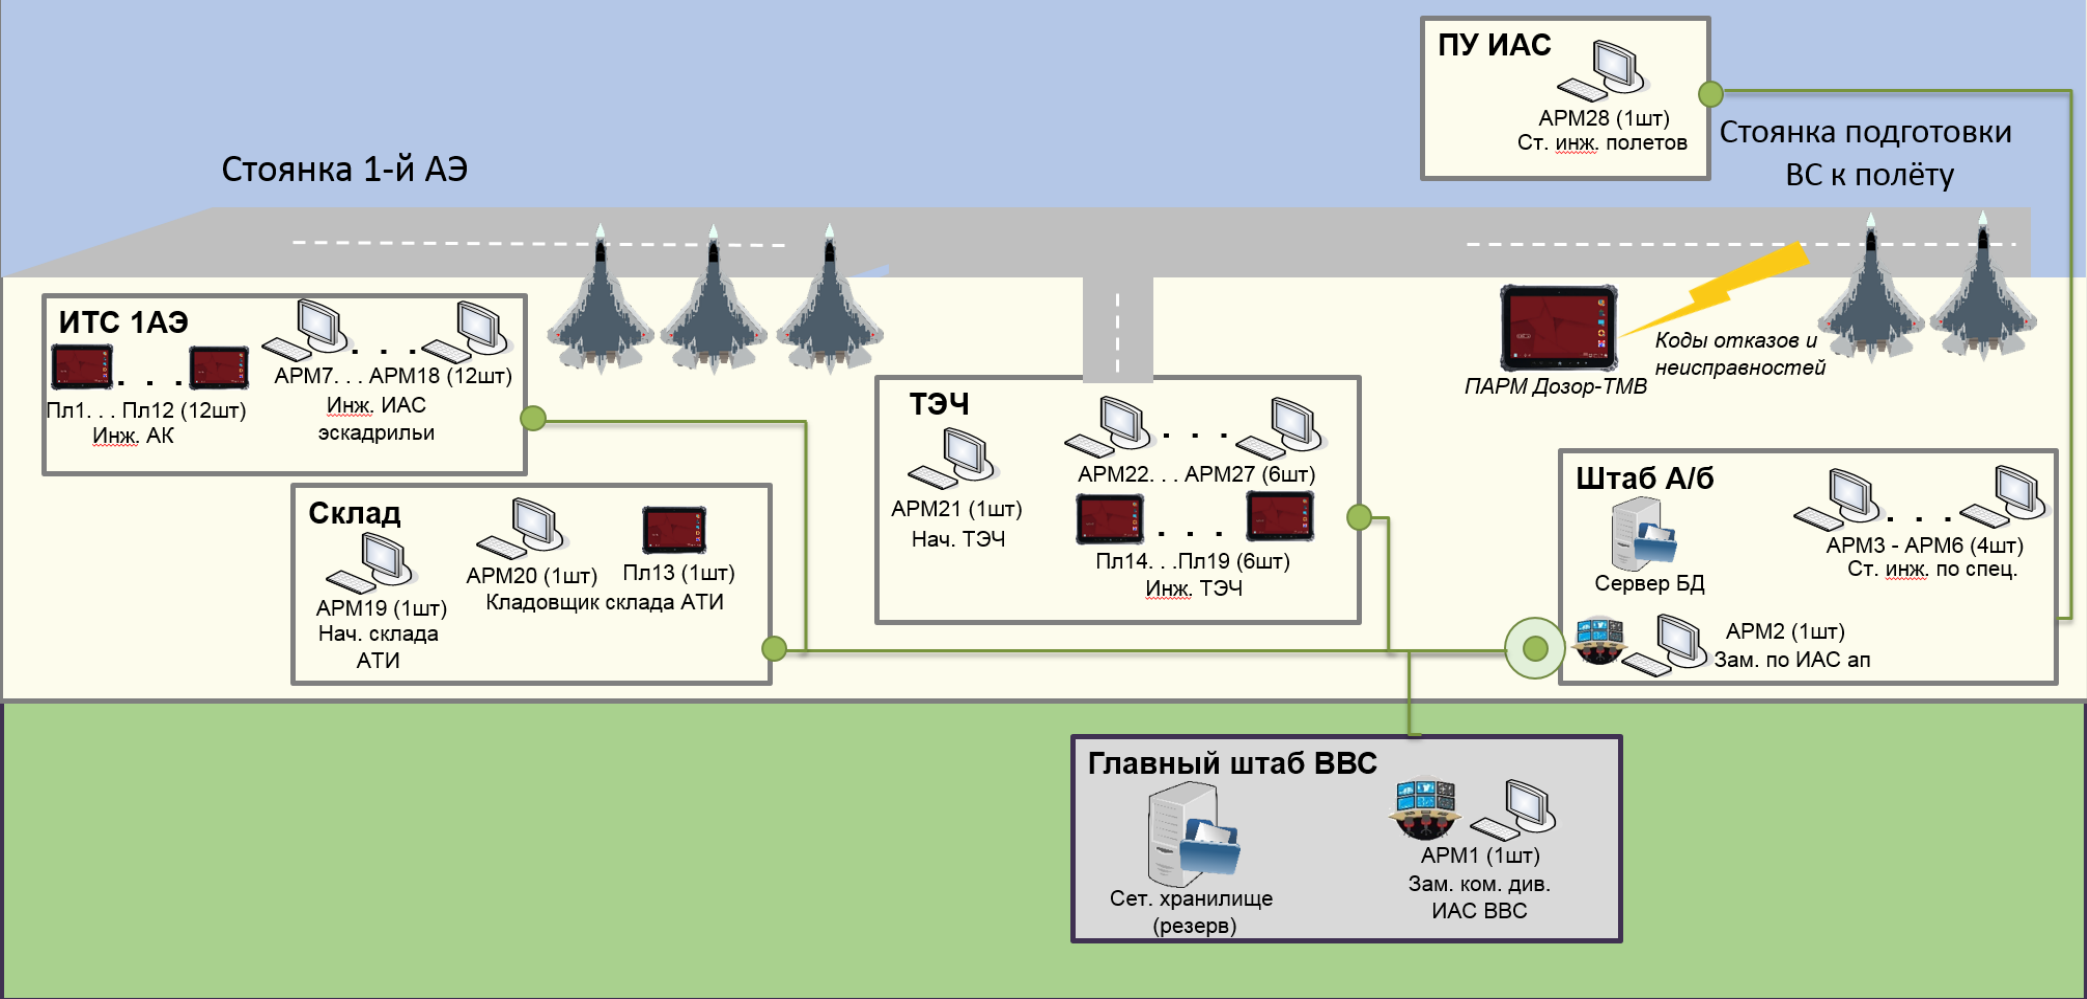 ПУ ИАС
АРМ28 (1шт)
Ст. инж. полетов
Стоянка подготовки
ВС к полёту
Стоянка 1-й АЭ
ИТС 1АЭ
АРМ7. . . АРМ18 (12шт)
Инж. ИАС
эскадрильи
Пл1. . . Пл12 (12шт)
Инж. АК
Коды отказов и
неисправностей
ПАРМ Дозор-ТМВ
ТЭЧ
АРМ21 (1шт)
Нач. ТЭЧ
АРМ22. . . АРМ27 (6шт)
Пл14. . .Пл19 (6шт)
Инж. ТЭЧ
Склад
АРМ19 (1шт)
Нач. склада
АТИ
АРМ20 (1шт)
Пл13 (1шт)
Кладовщик склада АТИ
Штаб А/б
Сервер БД
АРМ3 - АРМ6 (4шт)
Ст. инж. по спец.
АРМ2 (1шт)
Зам. по ИАС ап
Главный штаб ВВС
Сет. хранилище
(резерв)
АРМ1 (1шт)
Зам. ком. див.
ИАС ВВС